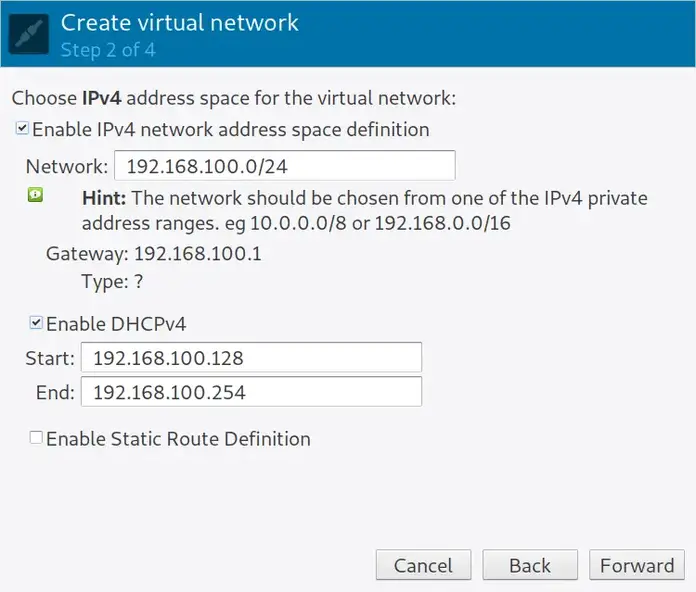 Create virtual network
Step 2 of 4
Choose IPv4 address space for the virtual network:
Enable IPv4 network address space definition
Network: 192.168.100.0/24
Hint: The network should be chosen from one of the IPv4 private
address ranges. eg 10.0.0.0/8 or 192.168.0.0/16
Gateway: 192.168.100.1
Type: ?
Enable DHCPv4
Start: 192.168.100.128
End: 192.168.100.254
Enable Static Route Definition
Cancel Back Forward